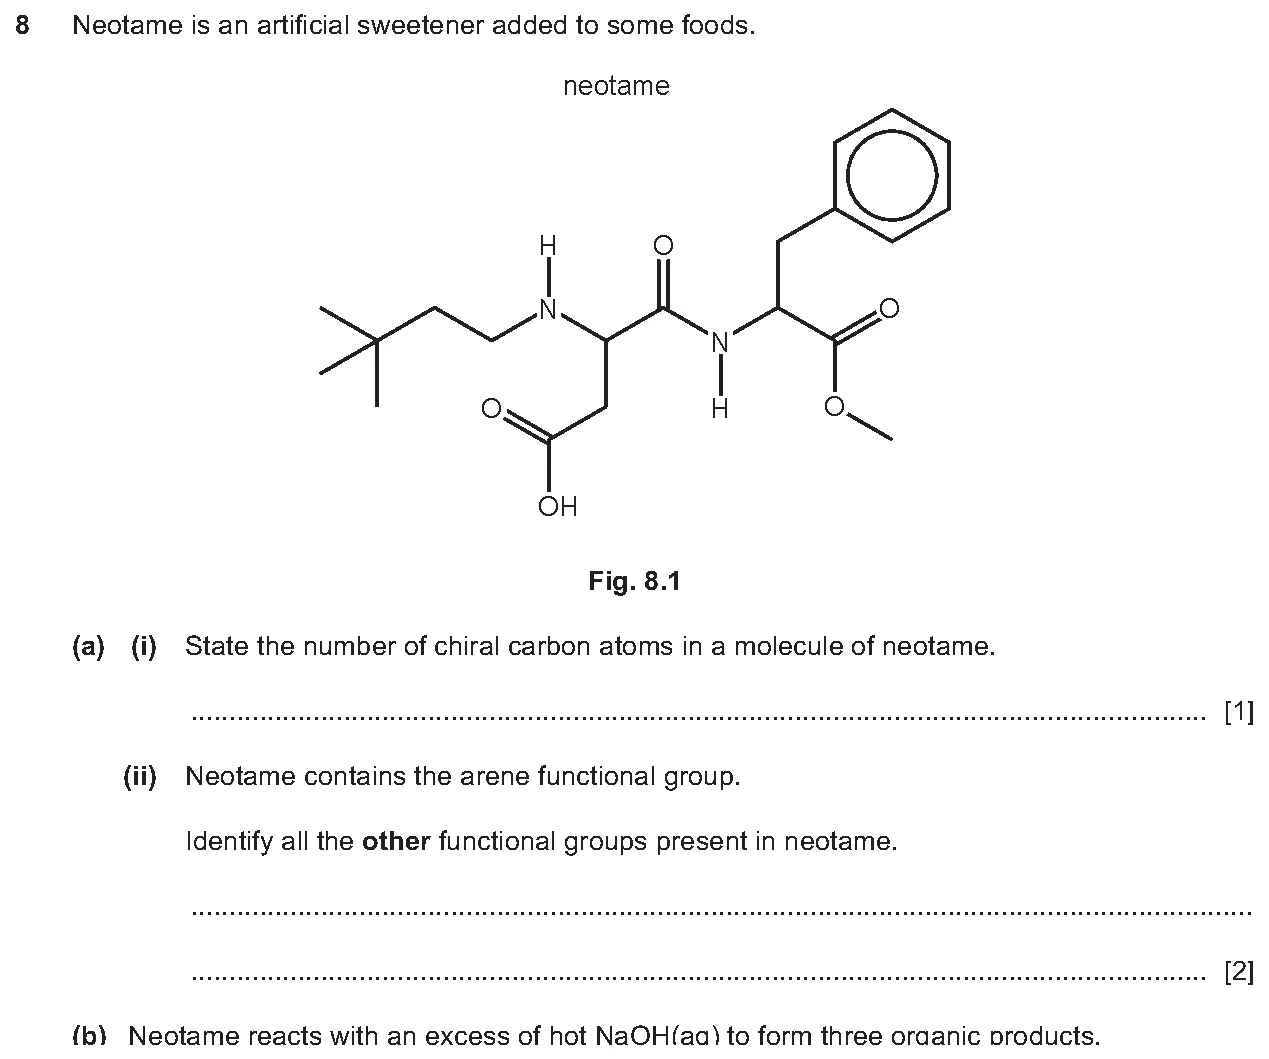 8 Neotame is an artificial sweetener added to some foods.
neotame
H
O
N
O
N
O
H
O
OH
Fig. 8.1
(a) (i) State the number of chiral carbon atoms in a molecule of neotame.
.......................................................................................................................................... [1]
(ii) Neotame contains the arene functional group.
Identify all the other functional groups present in neotame.
................................................................................................................................................
.......................................................................................................................................... [2]
(b) Neotame reacts with an excess of hot NaOH(aq) to form three organic products.